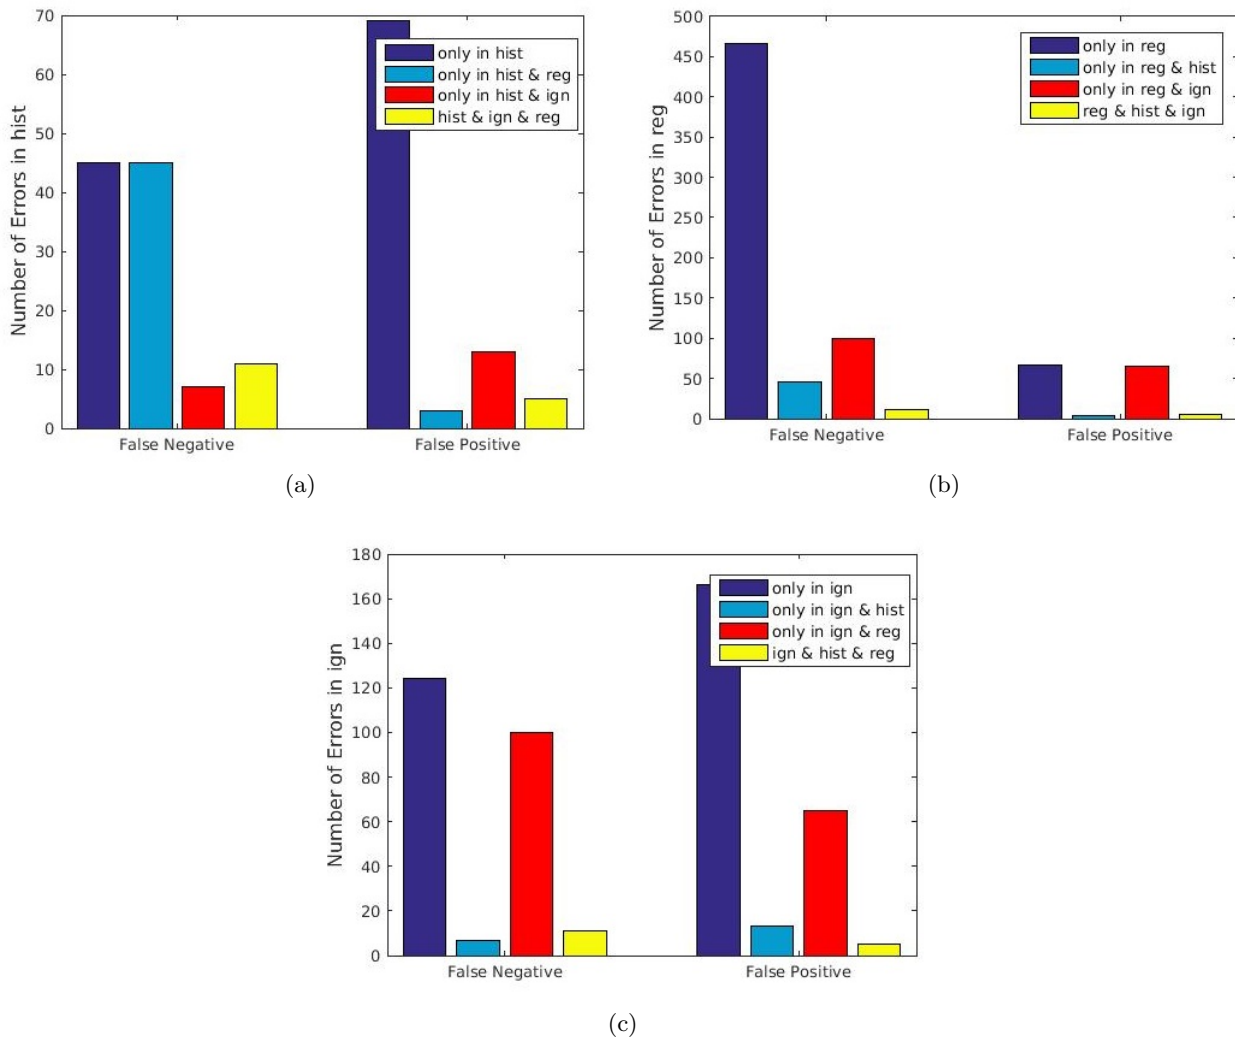 70
60
50
40
30
20
10
0
Number of Errors in hist
only in hist
only in hist & reg
only in hist & ign
hist & ign & reg
False Negative
False Positive
(a)
500
450
400
350
300
250
200
150
100
50
0
Number of Errors in reg
only in reg
only in reg & hist
only in reg & ign
reg & hist & ign
False Negative
False Positive
(b)
180
160
140
120
100
80
60
40
20
0
Number of Errors in ign
only in ign
only in ign & hist
only in ign & reg
ign & hist & reg
False Negative
False Positive
(c)